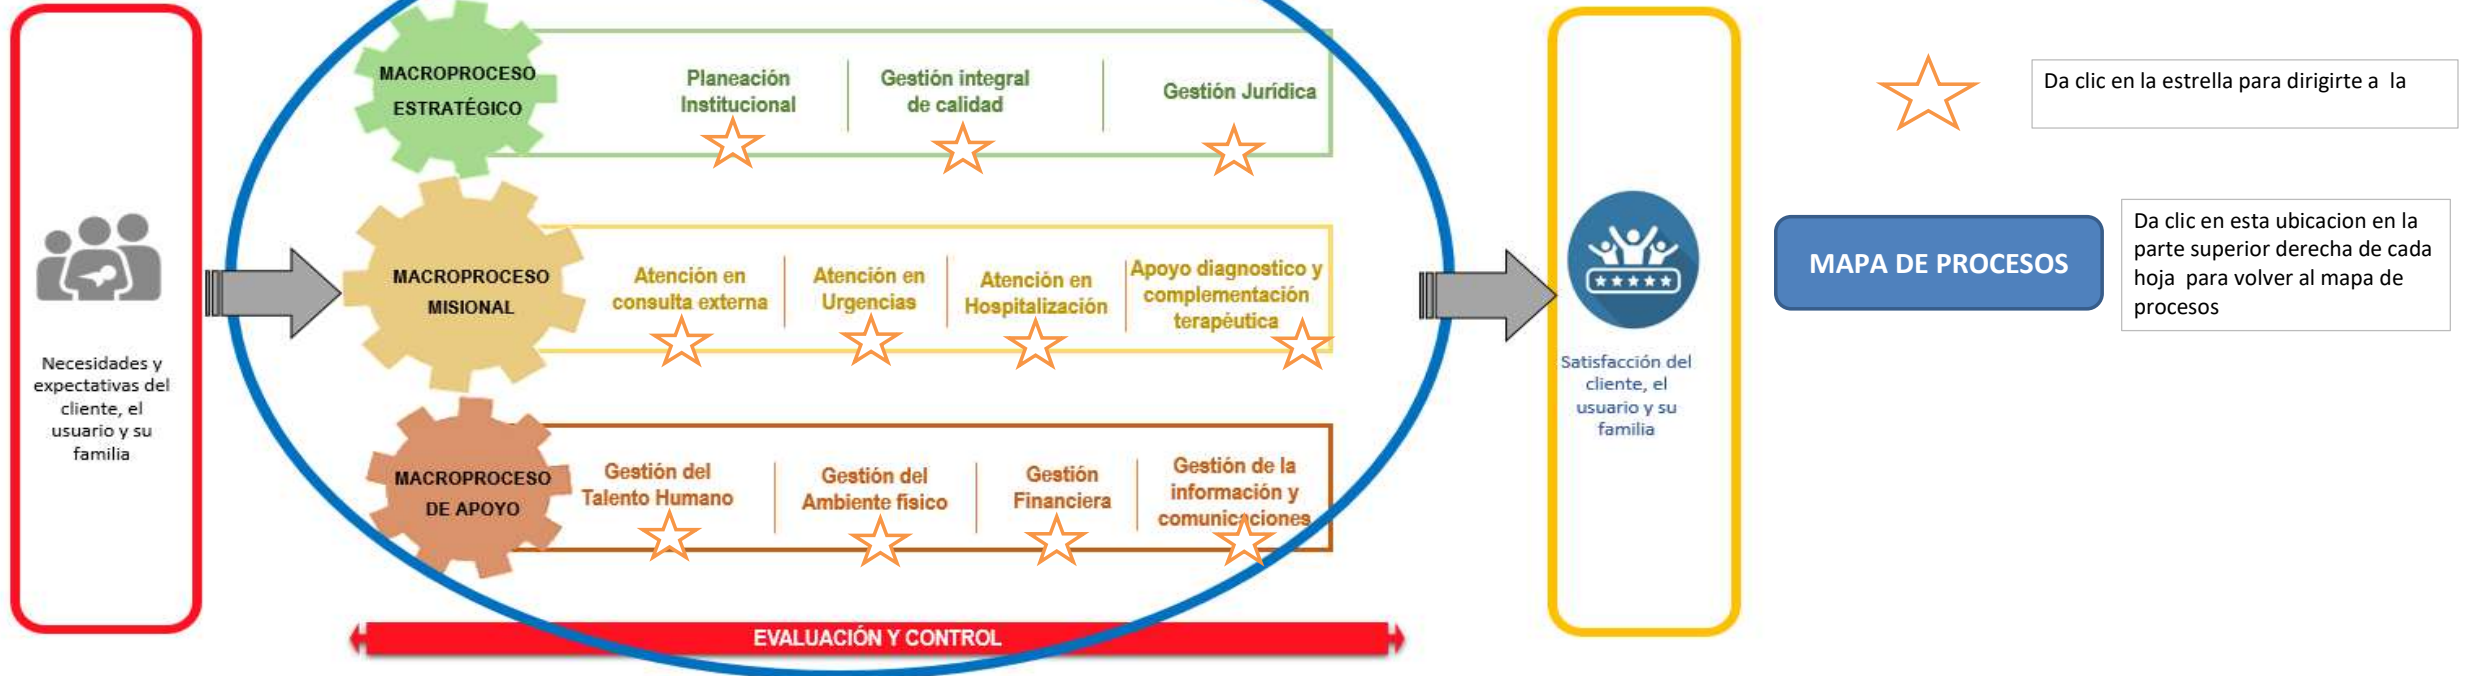 Necesidades y
expectativas del
cliente, el
usuario y su
familia
MACROPROCESO
ESTRATÉGICO
Planeación
Institucional
Gestión integral
de calidad
Gestión Jurídica
MACROPROCESO
MISIONAL
Atención en
consulta externa
Atención en
Urgencias
Atención en
Hospitalización
Apoyo diagnostico y
complementación
terapéutica
MACROPROCESO
DE APOYO
Gestión del
Talento Humano
Gestión del
Ambiente físico
Gestión
Financiera
Gestión de la
información y
comunicaciones
EVALUACIÓN Y CONTROL
Satisfacción del
cliente, el
usuario y su
familia
Da clic en la estrella para dirigirte a la
MAPA DE PROCESOS
Da clic en esta ubicacion en la
parte superior derecha de cada
hoja para volver al mapa de
procesos